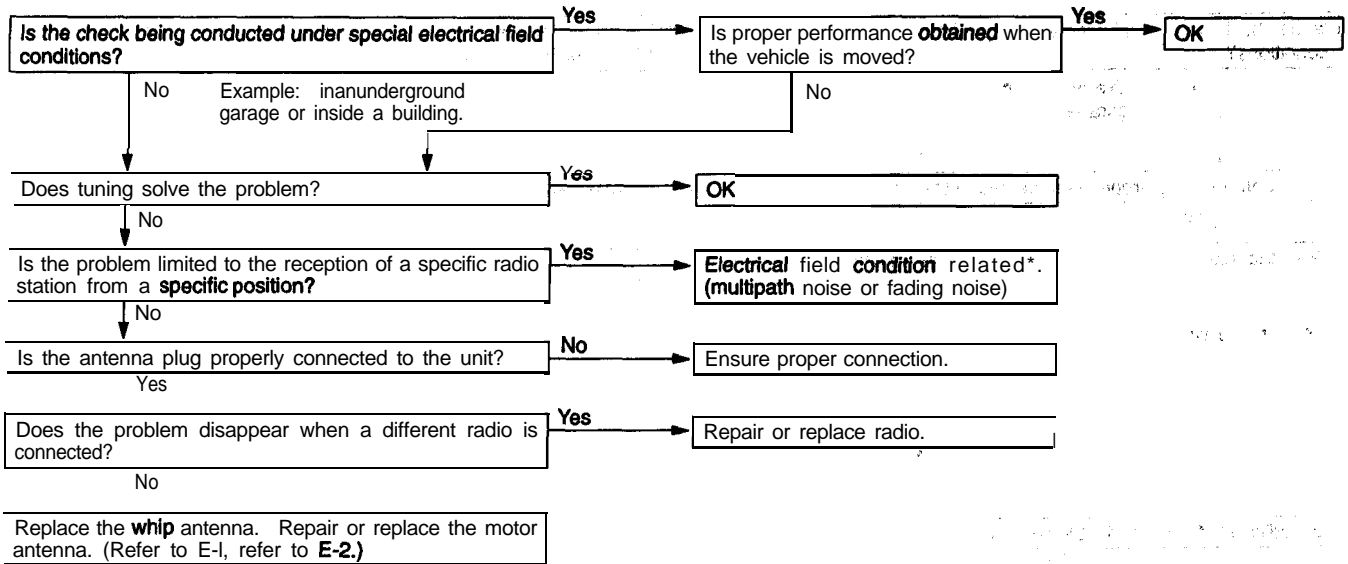 Is the check being conducted under special electrical field
conditions?
Yes
Is proper performance obtained when
the vehicle is moved?
Yes
OK
No
Example: inanunderground
garage or inside a building.
No
Does tuning solve the problem?
Yes
OK
No
Is the problem limited to the reception of a specific radio
station from a specific position?
Yes
Electrical field condition related*.
(multipath noise or fading noise)
No
Is the antenna plug properly connected to the unit?
No
Ensure proper connection.
Yes
Does the problem disappear when a different radio is
connected?
Yes
Repair or replace radio.
No
Replace the whip antenna. Repair or replace the motor
antenna. (Refer to E-l, refer to E-2.)